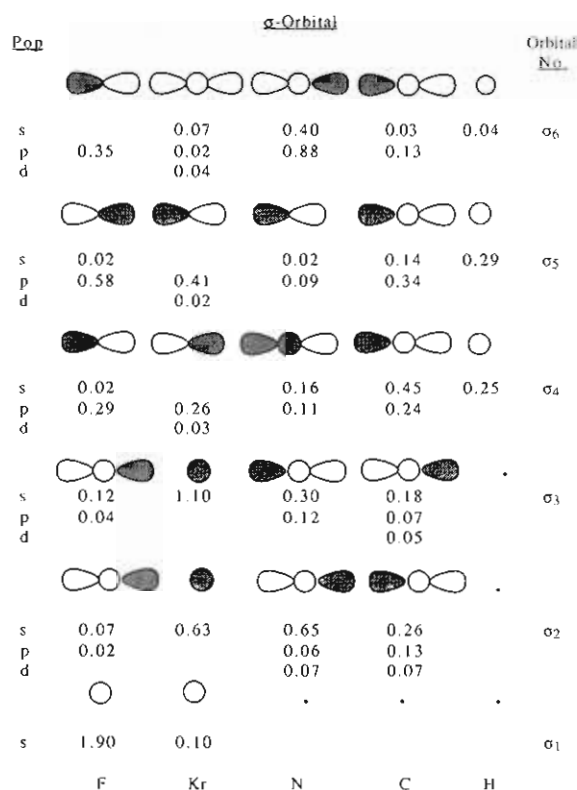 σ-Orbital
Pop Orbital
No.
s 0.07 0.40 0.03 0.04 σ6
p 0.35 0.02 0.88 0.13
d 0.04
s 0.02 0.02 0.14 0.29 σ5
p 0.58 0.41 0.09 0.34
d 0.02
s 0.02 0.16 0.45 0.25 σ4
p 0.29 0.26 0.11 0.24
d 0.03
s 0.12 1.10 0.30 0.18 σ3
p 0.04 0.12 0.07
d 0.05
s 0.07 0.63 0.65 0.26 σ2
p 0.02 0.06 0.13
d 0.07 0.07
s 1.90 0.10 σ1
F Kr N C H